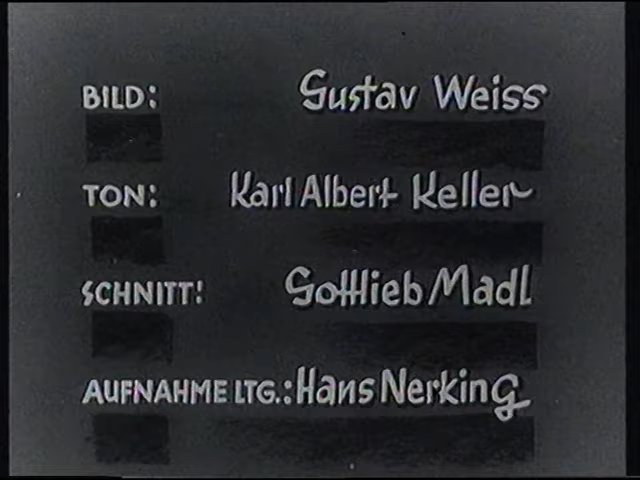 BILD: Gustav Weiss
TON: Karl Albert Keller
SCHNITT: Gottlieb Madl
AUFNAHME LTG.: Hans Nerking